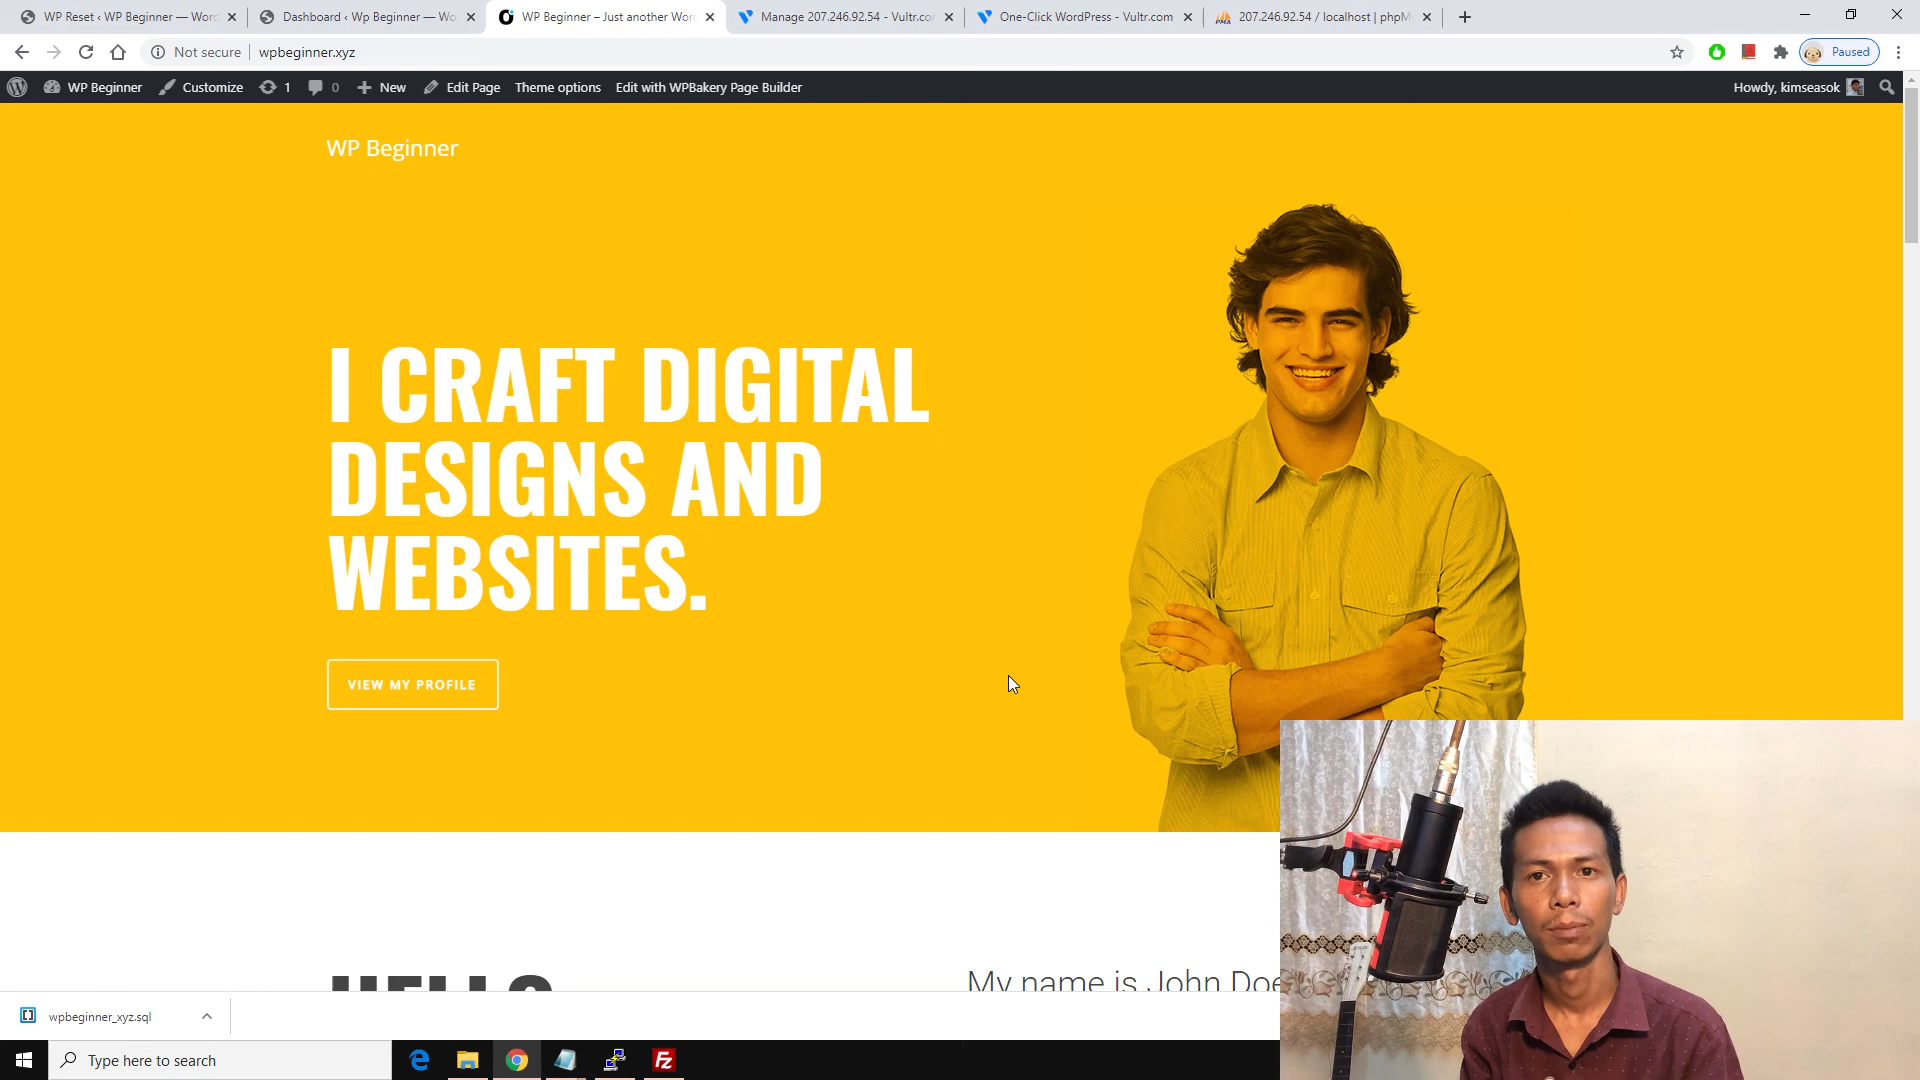 WP Reset ‹ WP Beginner — Word
Dashboard ‹ Wp Beginner — Wo
WP Beginner – Just another Wor
Manage 207.246.92.54 - Vultr.co
One-Click WordPress - Vultr.com
207.246.92.54 / localhost | phpM
Not secure
wpbeginner.xyz
Paused
WP Beginner
Customize
1
0
New
Edit Page
Theme options
Edit with WPBakery Page Builder
Howdy, kimseasok
WP Beginner
I CRAFT DIGITAL
DESIGNS AND
WEBSITES.
VIEW MY PROFILE
HELLO
My name is John Doe
wpbeginner_xyz.sql
Type here to search